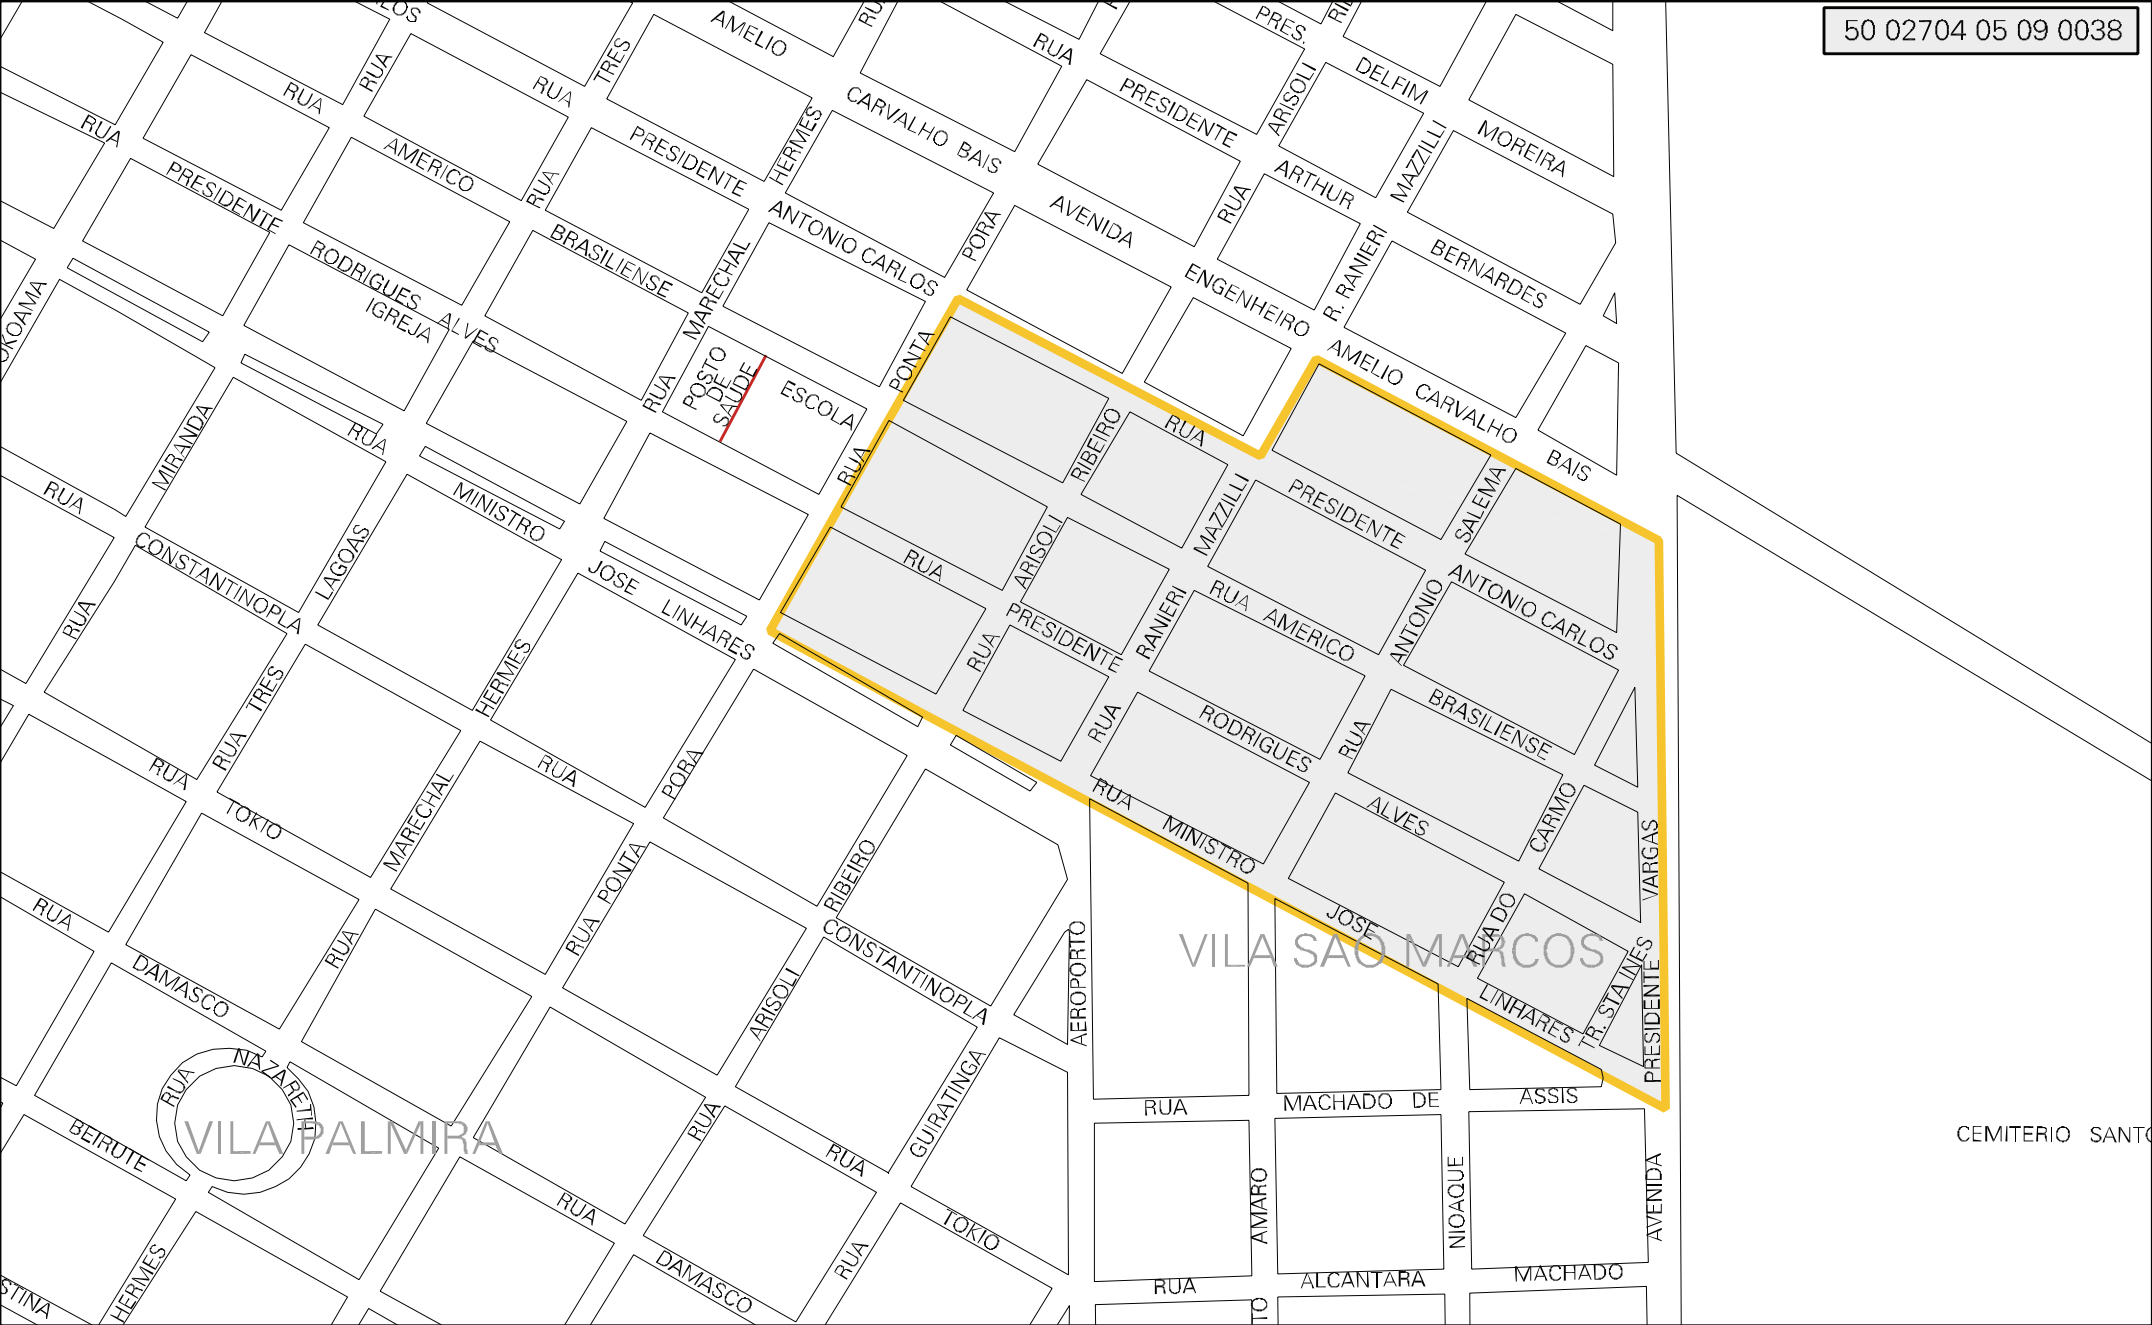 50 02704 05 09 0038
AMELIO
PRES.
RUA
RUA
TRES
RUA
DELFIM
RUA
CARVALHO BAIS
PRESIDENTE
ARISOLI
MOREIRA
RUA
AMERICO
PRESIDENTE
HERMES
MAZZILLI
ARTHUR
PRESIDENTE
RUA
ANTONIO CARLOS
PORA
AVENIDA
RUA
RODRIGUES
BRASILIENSE
MARECHAL
ENGENHEIRO
R. RANIERI
BERNARDES
IGREJA
ALVES
POSTO
DE
SAUDE
ESCOLA
PONTA
AMELIO CARVALHO
BAIS
RUA
RUA
MIRANDA
RUA
RIBEIRO
RUA
PRESIDENTE
SALEMA
RUA
MINISTRO
LAGOAS
CONSTANTINOPLA
JOSE LINHARES
RUA
ARISOLI
MAZZILLI
ANTONIO CARLOS
RUA
PRESIDENTE
RANIERI
RUA AMERICO
ANTONIO
HERMES
RUA TRES
RUA
RUA
RODRIGUES
RUA
BRASILIENSE
RUA
TOKIO
RUA
PORA
RUA
MINISTRO
ALVES
CARMO
VARGAS
MARECHAL
RUA PONTA
RIBEIRO
JOSE
RUA DO
RUA
RUA
CONSTANTINOPLA
AEROPORTO
VILA SAO MARCOS
LINHARES
TR. STAINES
PRESIDENTE
DAMASCO
ARISOLI
RUA
NAZARETH
GUIRATINGA
RUA
MACHADO DE
ASSIS
VILA PALMIRA
BEIRUTE
RUA
RUA
CEMITERIO
AMARO
NIOAQUE
AVENIDA
RUA
TOKIO
HERMES
DAMASCO
RUA
RUA
ALCANTARA
MACHADO